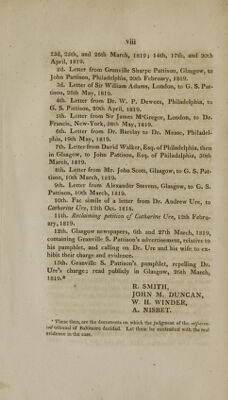 viii
23d, 25th, and 26th March, 1819; 14th, 17th, and 20th
April, 1819.
2d. Letter from Granville Sharpe Pattison, Glasgow, to
John Pattison, Philadelphia, 20th February, 1819.
3d. Letter of Sir William Adams, London, to G. S. Pat-
tison, 25th May, 1819.
4th. Letter from Dr. W. P. Dewees, Philadelphia, to
G. S. Pattison, 20th April, 1819.
5th. Letter from Sir James M'Gregor, London, to Dr.
Francis, New-York, 28th May, 1819.
6th. Letter from Dr. Barclay to Dr. Mease, Philadel-
phia, 19th May, 1819.
7th. Letter from David Walker, Esq. of Philadelphia, then
in Glasgow, to John Pattison, Esq. of Philadelphia, 30th
March, 1819.
8th. Letter from Mr. John Scott, Glasgow, to G. S. Pat-
tison, 10th March, 1819.
9th. Letter from Alexander Stevens, Glasgow, to G. S.
Pattison, 10th March, 1819.
10th. Fac simile of a letter from Dr. Andrew Ure, to
Catharine Ure, 12th Oct. 1818.
11th. Reclaiming petition of Catharine Ure, 12th Febru-
ary, 1819.
12th. Glasgow newspapers, 6th and 27th March, 1819,
containing Granville S. Pattison's advertisement, relative to
his pamphlet, and calling on Dr. Ure and his wife to ex-
hibit their charge and evidence.
13th. Granville S. Pattison's pamphlet, repelling Dr.
Ure's charge; read publicly in Glasgow, 26th March,
1819.*
R. SMITH,
JOHN M. DUNCAN,
W. H. WINDER,
A. NISBET.
* These then, are the documents on which the judgment of the
tribunal of Baltimore decided. Let them be contrasted with the real
evidence in the case.